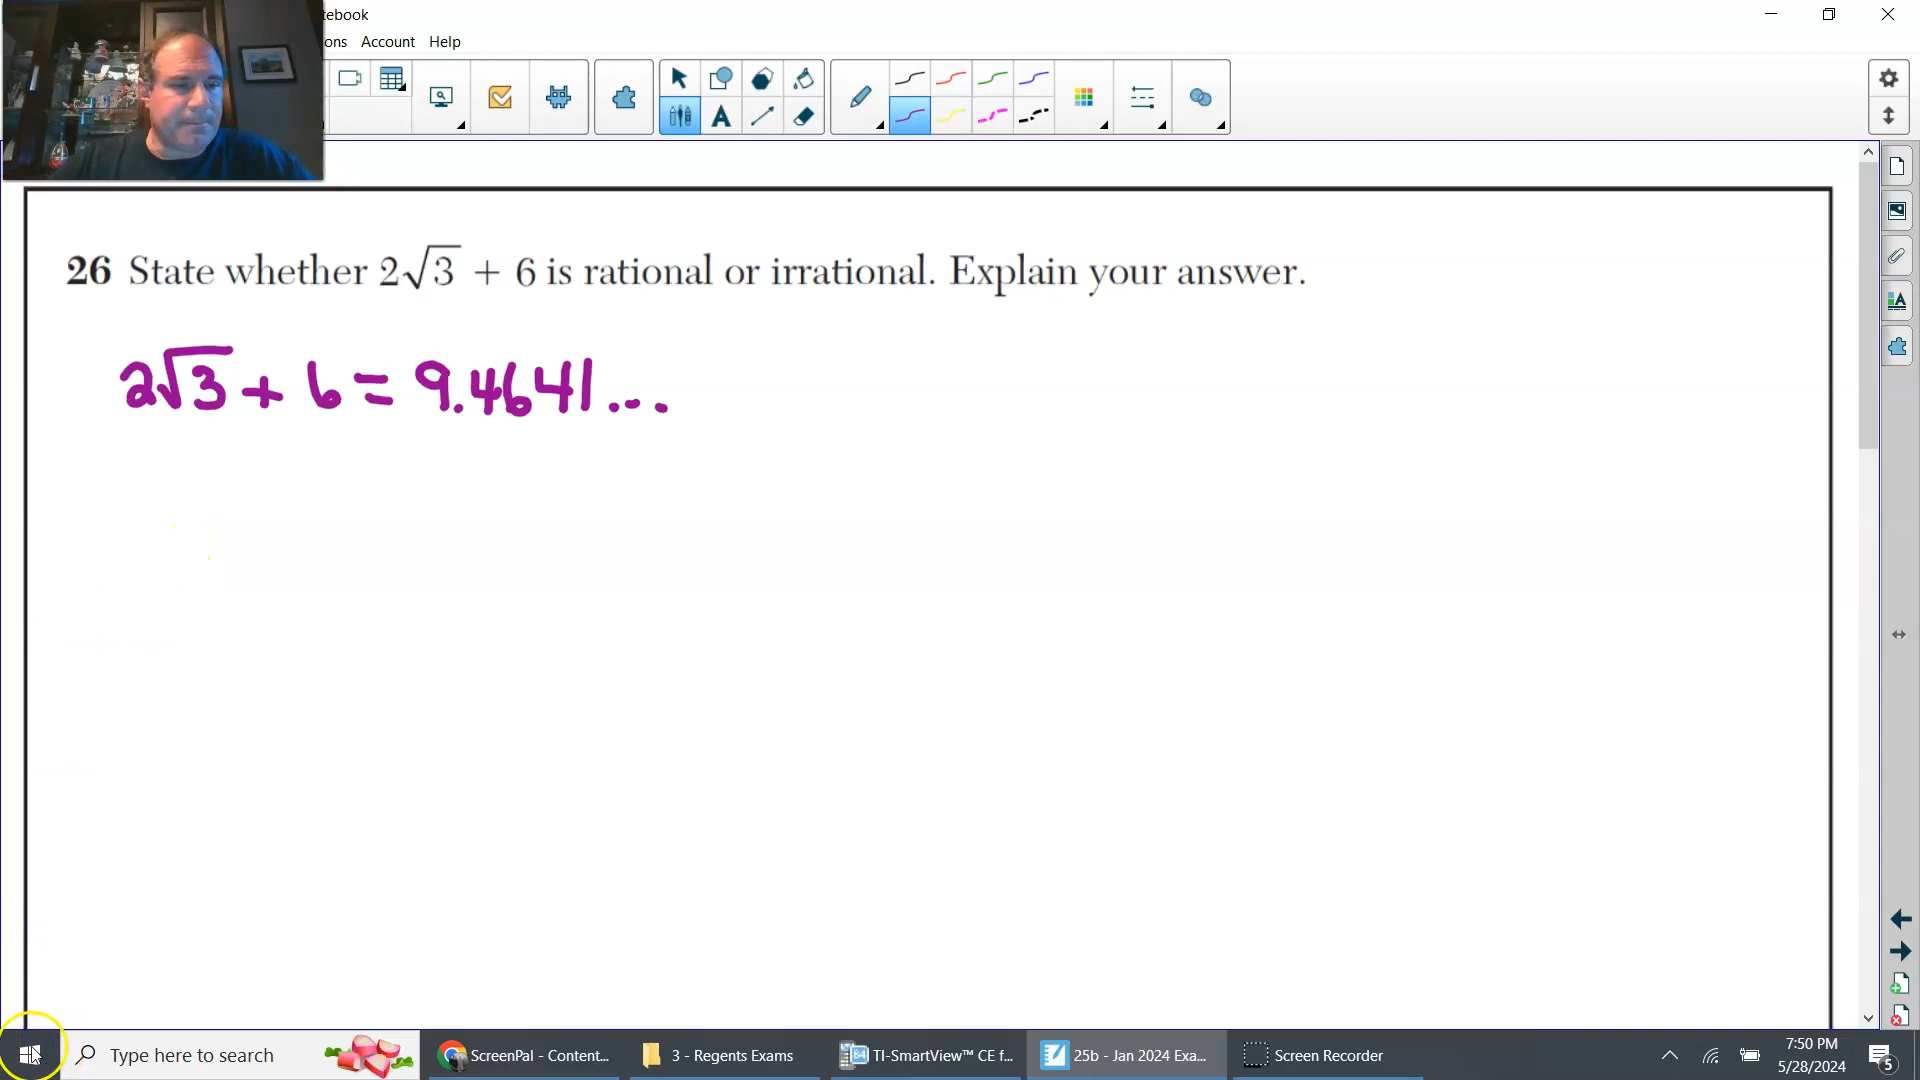 tebook
ons Account Help
26 State whether 2√3 + 6 is rational or irrational. Explain your answer.
2√3 + 6 = 9.4641...
Type here to search
ScreenPal - Content...
3 - Regents Exams
84
TI-SmartView™ CE f...
25b - Jan 2024 Exa...
Screen Recorder
7:50 PM
5/28/2024
5